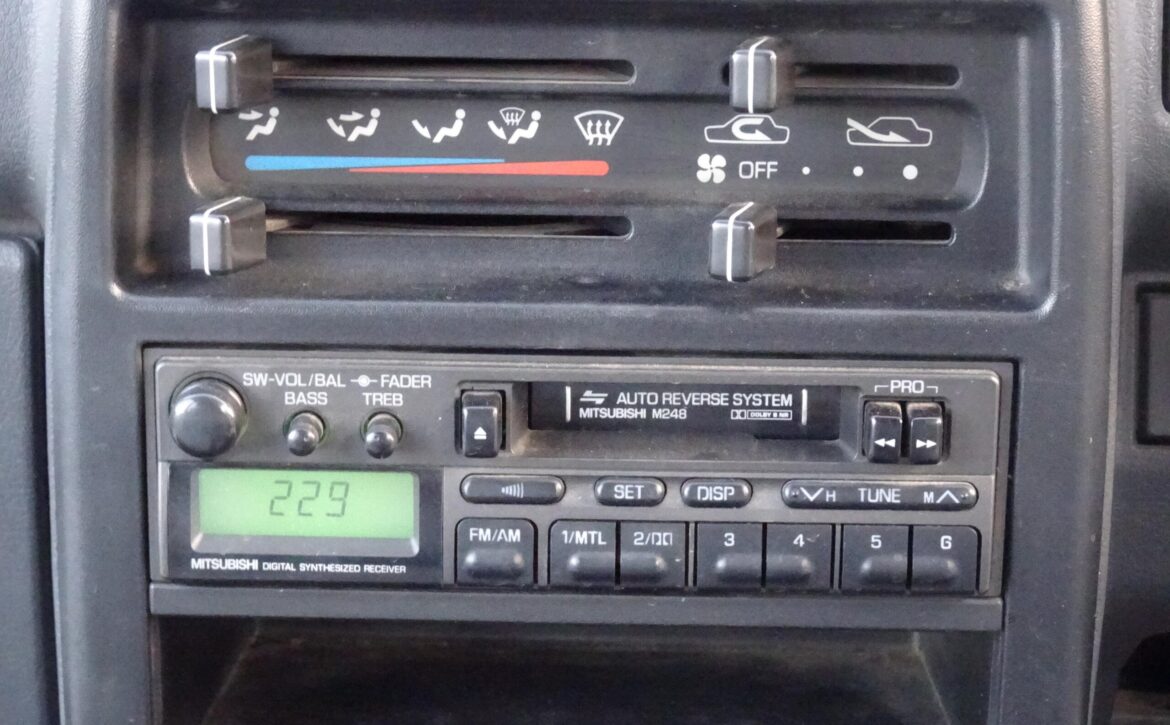 OFF
SW-VOL/BAL FADER
BASS TREB
AUTO REVERSE SYSTEM
MITSUBISHI M248 DOLBY B NR
PRO
229
SET DISP H TUNE M
FM/AM 1/MTL 2/ 3 4 5 6
MITSUBISHI DIGITAL SYNTHESIZED RECEIVER